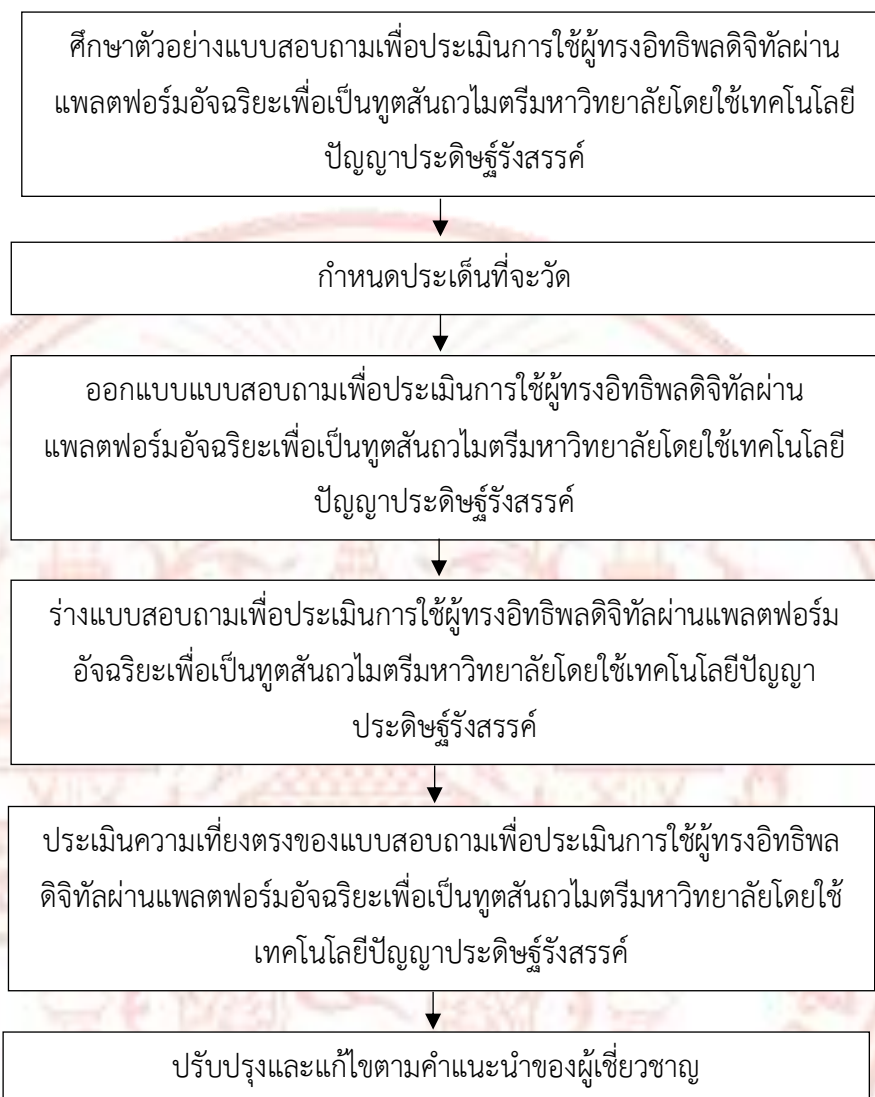 ศึกษาตัวอย่างแบบสอบถามเพื่อประเมินการใช้ผู้ทรงอิทธิพลดิจิทัลผ่าน
แพลตฟอร์มอัจฉริยะเพื่อเป็นทูตสันถวไมตรีมหาวิทยาลัยโดยใช้เทคโนโลยี
ปัญญาประดิษฐ์รังสรรค์
กำหนดประเด็นที่จะวัด
ออกแบบแบบสอบถามเพื่อประเมินการใช้ผู้ทรงอิทธิพลดิจิทัลผ่าน
แพลตฟอร์มอัจฉริยะเพื่อเป็นทูตสันถวไมตรีมหาวิทยาลัยโดยใช้เทคโนโลยี
ปัญญาประดิษฐ์รังสรรค์
ร่างแบบสอบถามเพื่อประเมินการใช้ผู้ทรงอิทธิพลดิจิทัลผ่านแพลตฟอร์ม
อัจฉริยะเพื่อเป็นทูตสันถวไมตรีมหาวิทยาลัยโดยใช้เทคโนโลยีปัญญา
ประดิษฐ์รังสรรค์
ประเมินความเที่ยงตรงของแบบสอบถามเพื่อประเมินการใช้ผู้ทรงอิทธิพล
ดิจิทัลผ่านแพลตฟอร์มอัจฉริยะเพื่อเป็นทูตสันถวไมตรีมหาวิทยาลัยโดยใช้
เทคโนโลยีปัญญาประดิษฐ์รังสรรค์
ปรับปรุงและแก้ไขตามคำแนะนำของผู้เชี่ยวชาญ